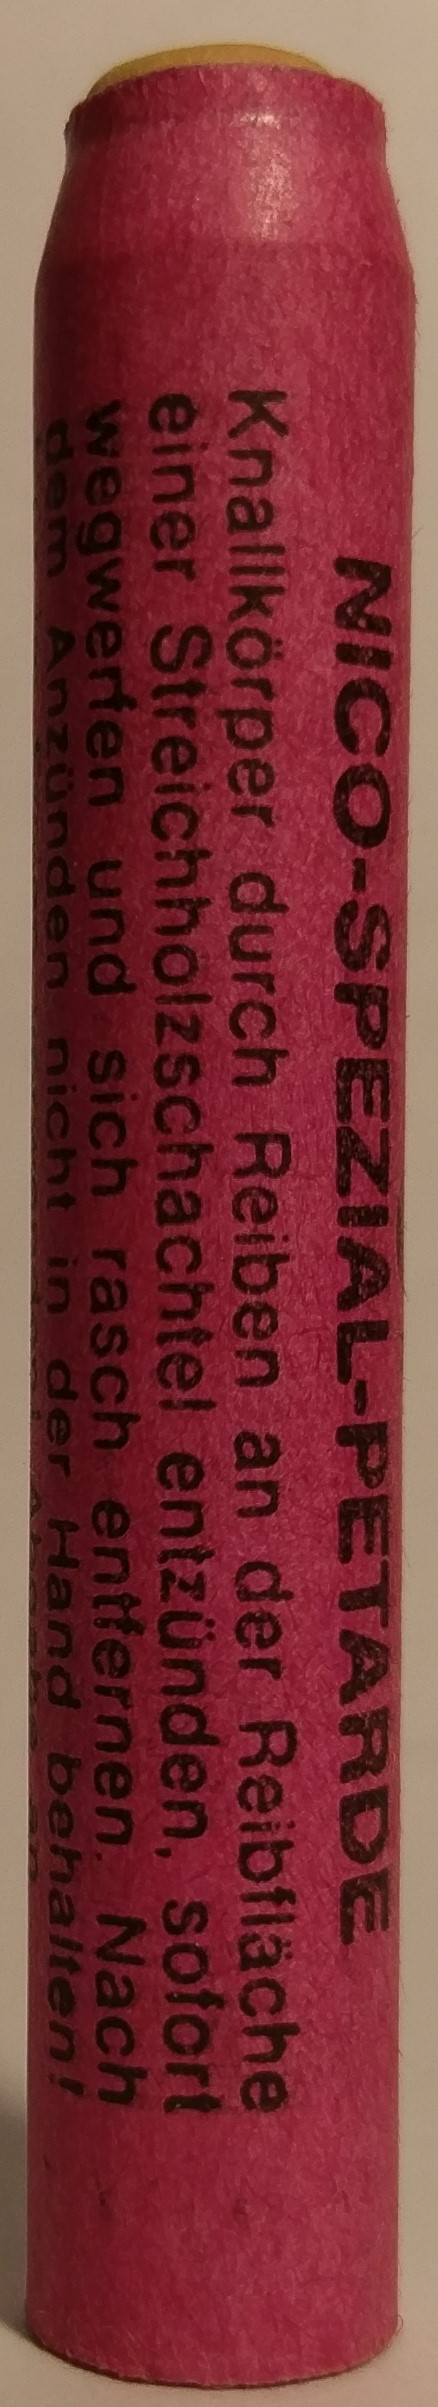 NICO-SPEZIAL-PETARDE
Knallkörper durch Reiben an der Reibfläche
einer Streichholzschachtel entzünden, sofort
wegwerfen und sich rasch entfernen. Nach
dem Anzünden nicht in der Hand behalten!